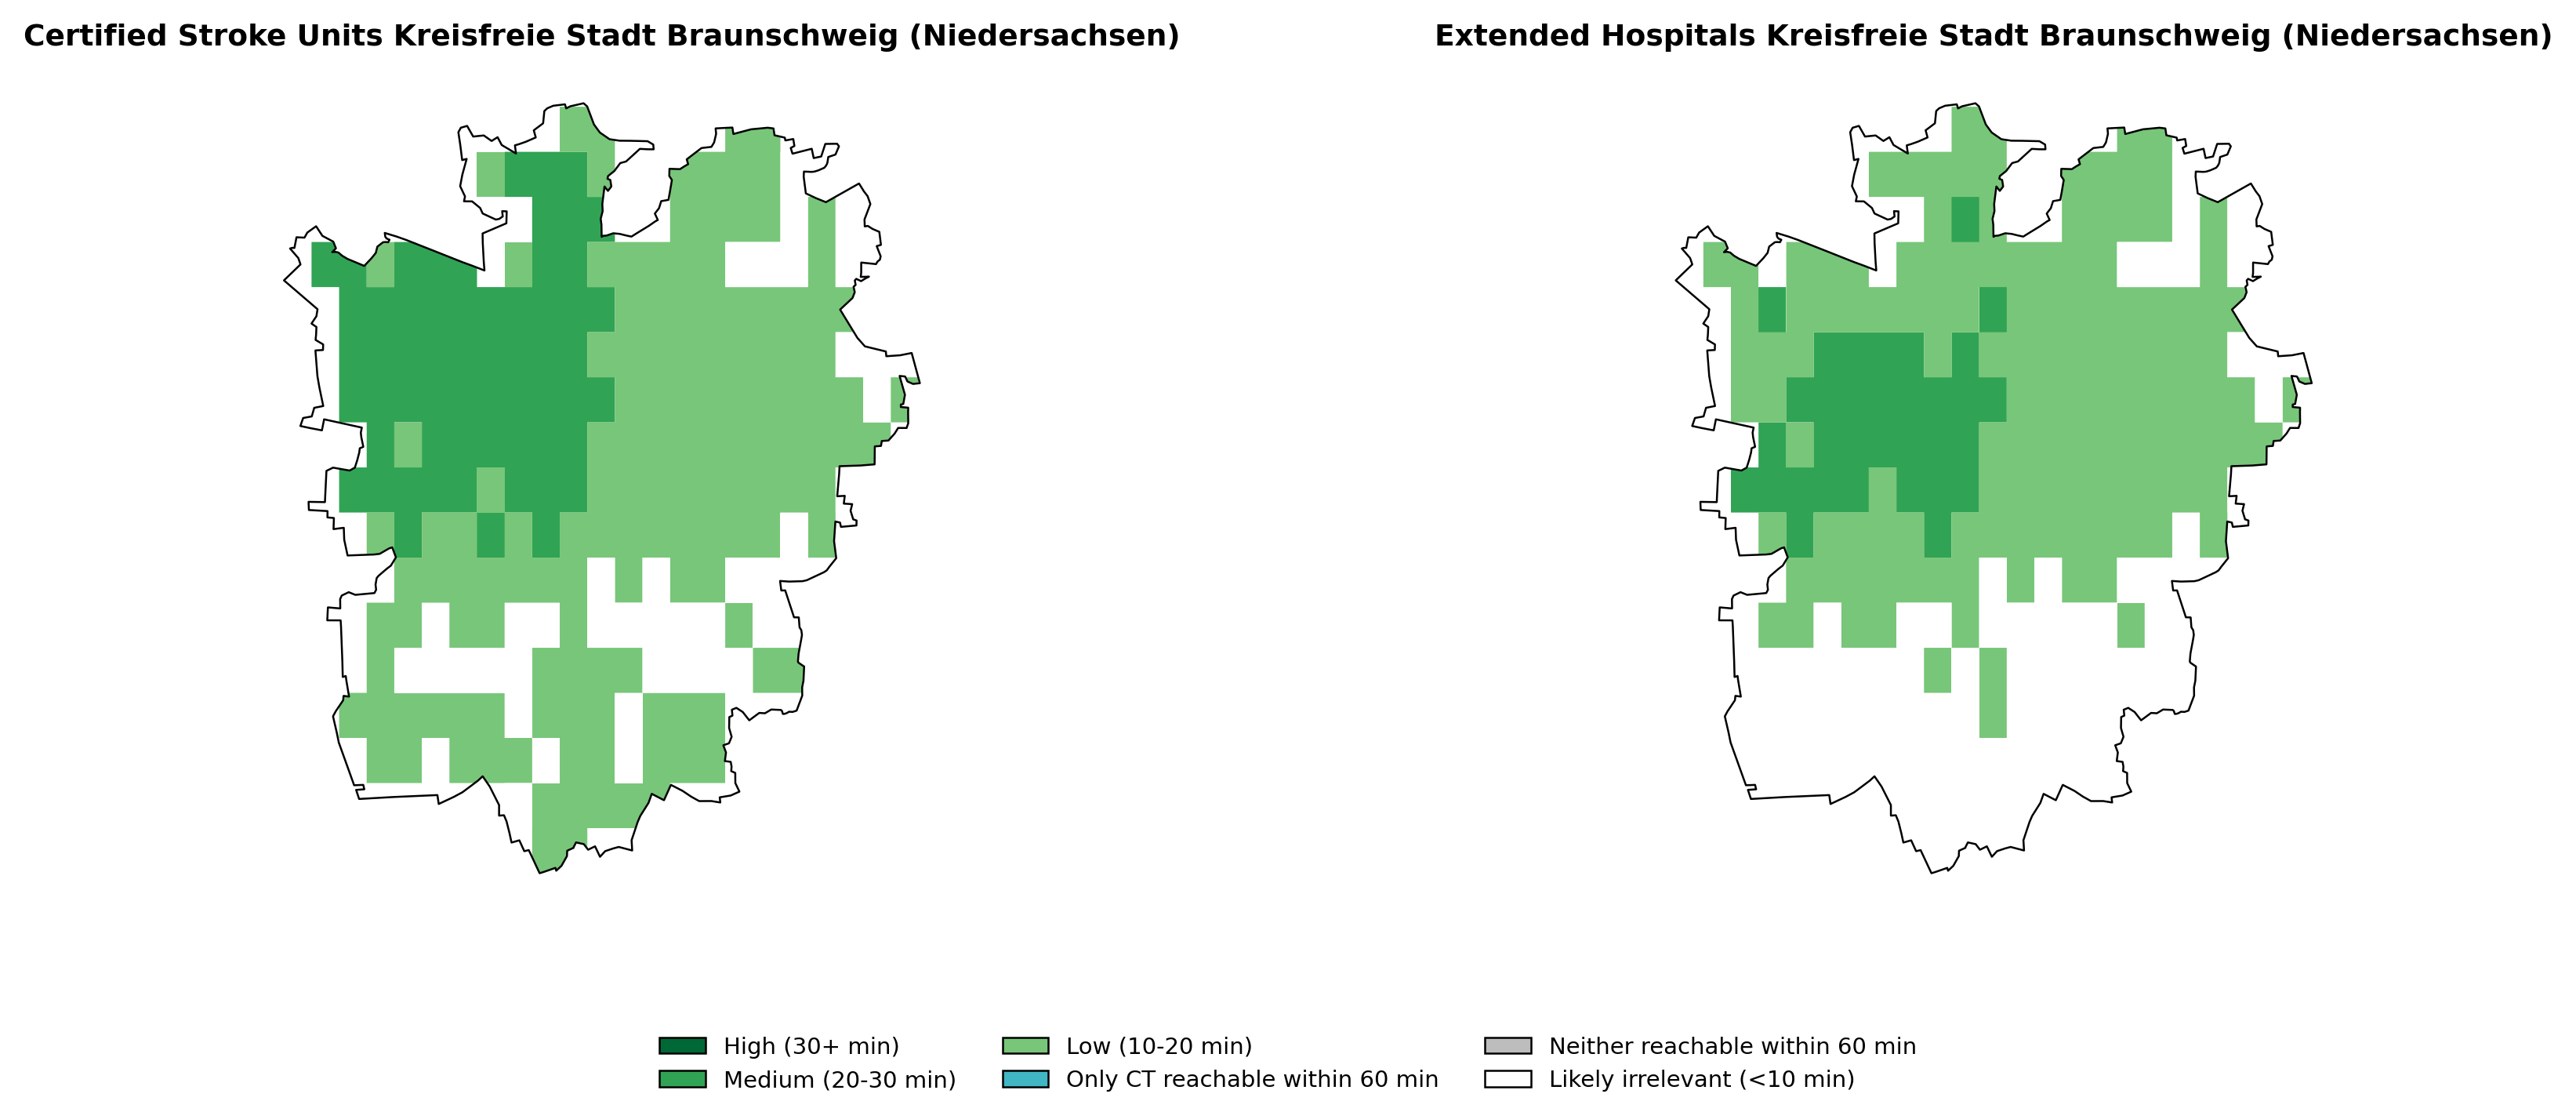 Certified Stroke Units Kreisfreie Stadt Braunschweig (Niedersachsen)
Extended Hospitals Kreisfreie Stadt Braunschweig (Niedersachsen)
High (30+ min)
Medium (20-30 min)
Low (10-20 min)
Only CT reachable within 60 min
Neither reachable within 60 min
Likely irrelevant (<10 min)